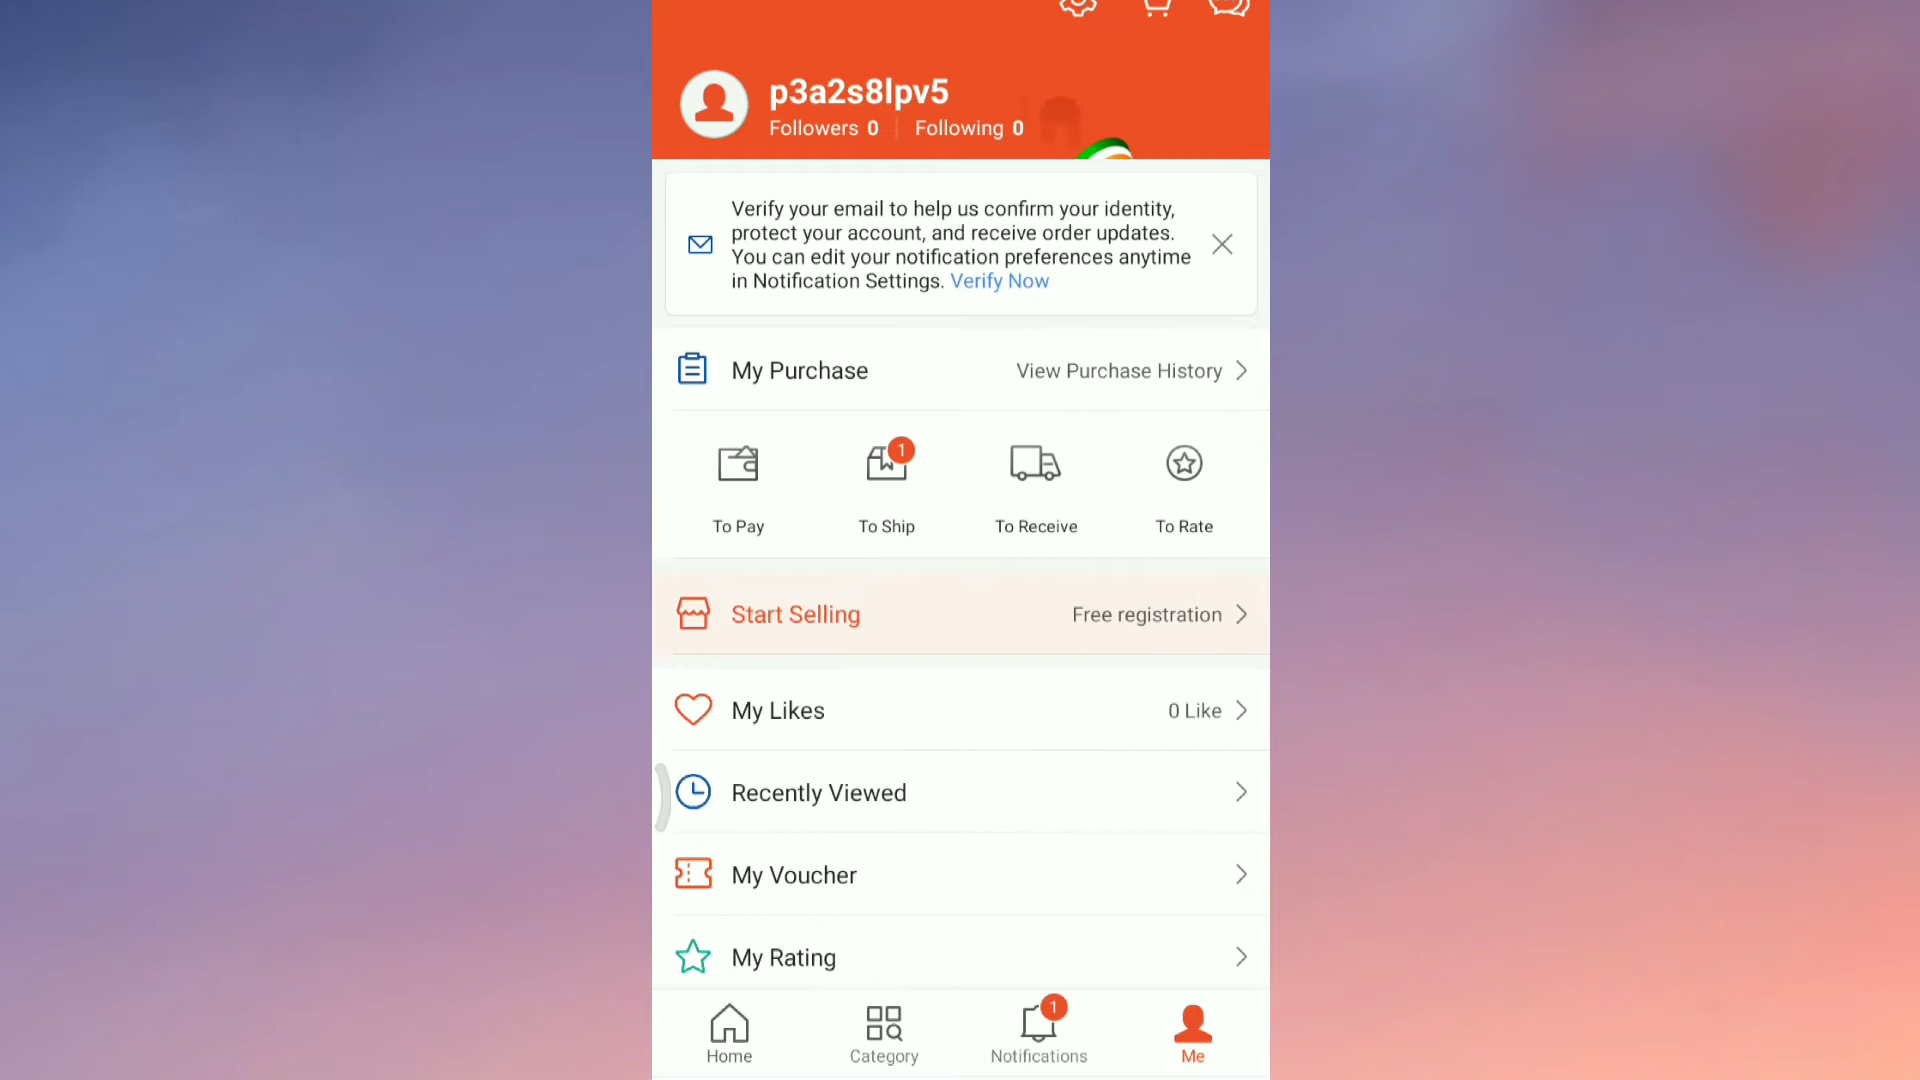 p3a2s8lpv5
Followers 0 Following 0
Verify your email to help us confirm your identity,
protect your account, and receive order updates.
You can edit your notification preferences anytime
in Notification Settings. Verify Now
My Purchase View Purchase History
1
To Pay To Ship To Receive To Rate
Start Selling Free registration
My Likes 0 Like
Recently Viewed
My Voucher
My Rating
1
Home Category Notifications Me